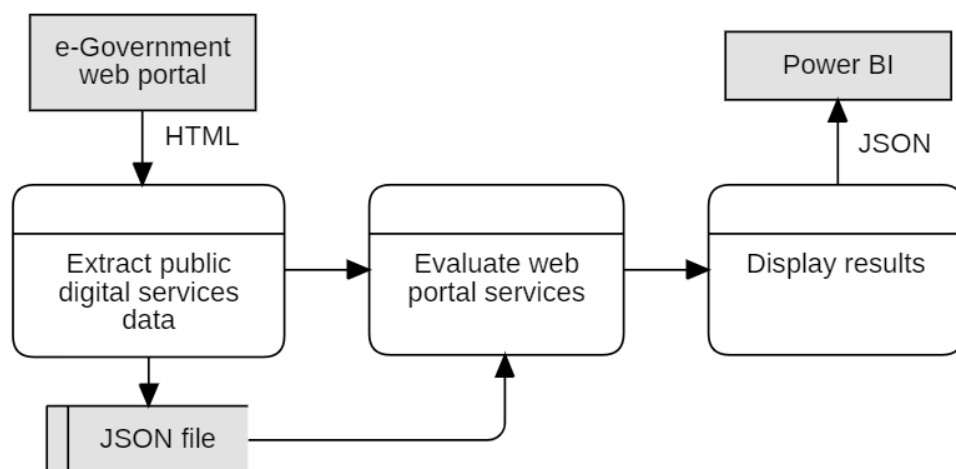 e-Government
web portal
Power BI
HTML
JSON
Extract public
digital services
data
Evaluate web
portal services
Display results
JSON file